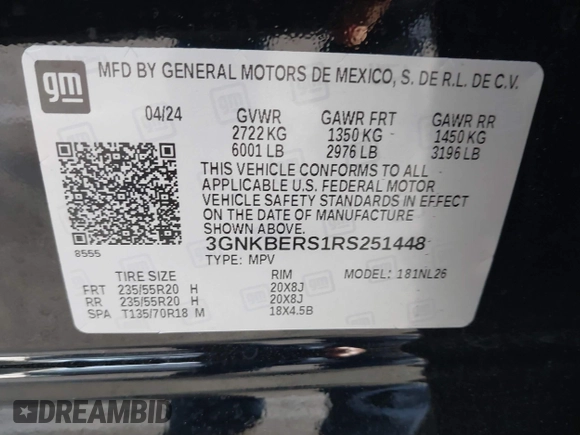 gm
MFD BY GENERAL MOTORS DE MEXICO, S. DE R.L. DE C.V.
04/24 GVWR GAWR FRT GAWR RR
2722 KG 1350 KG 1450 KG
6001 LB 2976 LB 3196 LB
THIS VEHICLE CONFORMS TO ALL
APPLICABLE U.S. FEDERAL MOTOR
VEHICLE SAFETY STANDARDS IN EFFECT
ON THE DATE OF MANUFACTURE
SHOWN ABOVE.
3GNKBERS1RS251448
8555 TYPE: MPV MODEL: 181NL26
TIRE SIZE RIM
FRT 235/55R20 H 20X8J
RR 235/55R20 H 20X8J
SPA T135/70R18 M 18X4.5B
DREAMBID